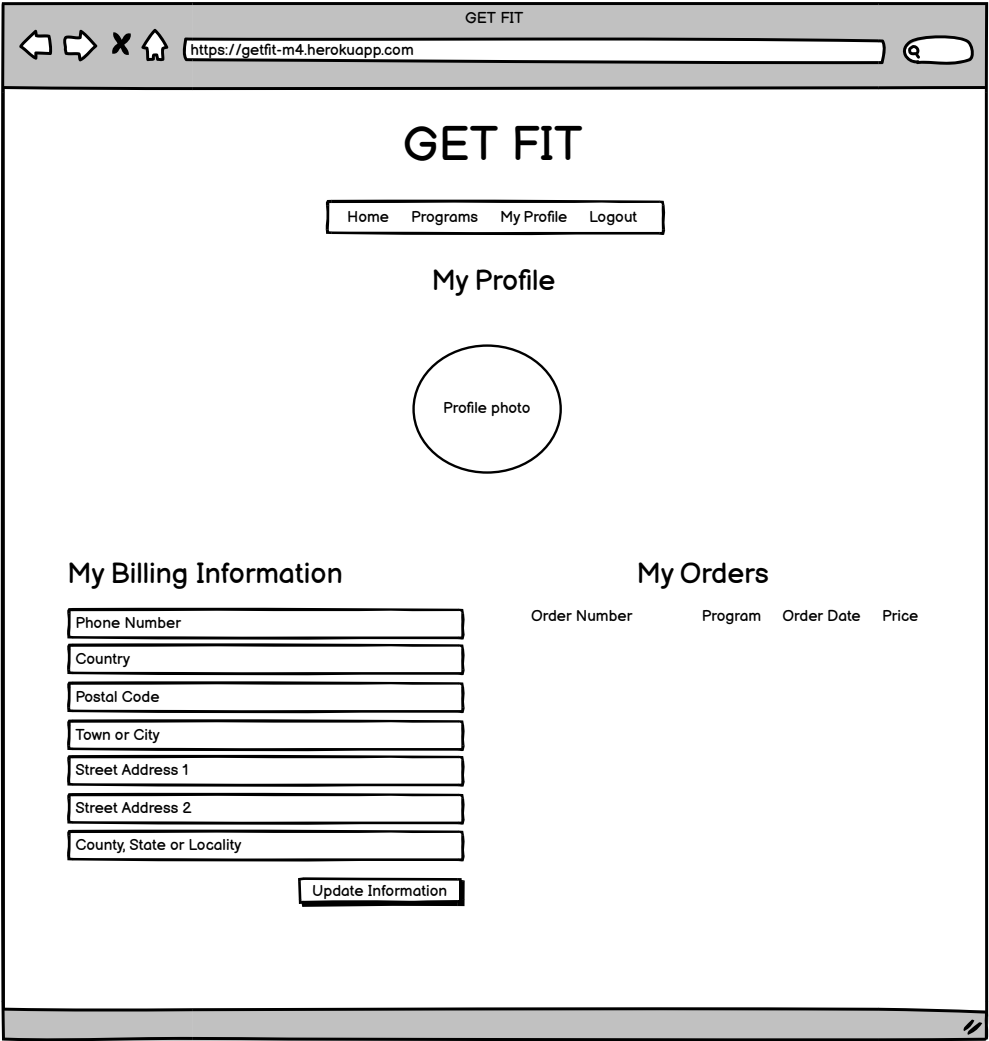 GET FIT
https://getfit-m4.herokuapp.com
GET FIT
Home Programs My Profile Logout
My Profile
Profile photo
My Billing Information
Phone Number
Country
Postal Code
Town or City
Street Address 1
Street Address 2
County, State or Locality
Update Information
My Orders
Order Number Program Order Date Price